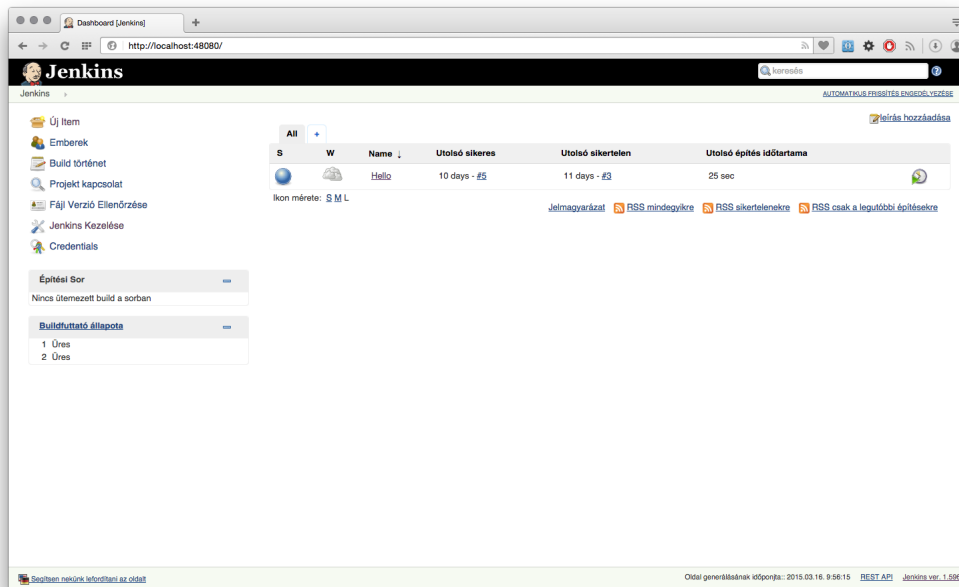 Dashboard [Jenkins]
http://localhost:48080/
Jenkins
keresés
Jenkins
AUTOMATIKUS FRISSÍTÉS ENGEDÉLYEZÉSE
Új Item
Emberek
Build történet
Projekt kapcsolat
Fájl Verzió Ellenőrzése
Jenkins Kezelése
Credentials
Építési Sor
Nincs ütemezett build a sorban
Buildfuttató állapota
1 Üres
2 Üres
leírás hozzáadása
All +
S W Name ↓ Utolsó sikeres Utolsó sikertelen Utolsó építés időtartama
Hello 10 days - #5 11 days - #3 25 sec
Ikon mérete: S M L
Jelmagyarázat RSS mindegyikre RSS sikertelenekre RSS csak a legutóbbi építésekre
Segítsen nekünk lefordítani az oldalt
Oldal generálásának időponjta:: 2015.03.16. 9:56:15 REST API Jenkins ver. 1.596